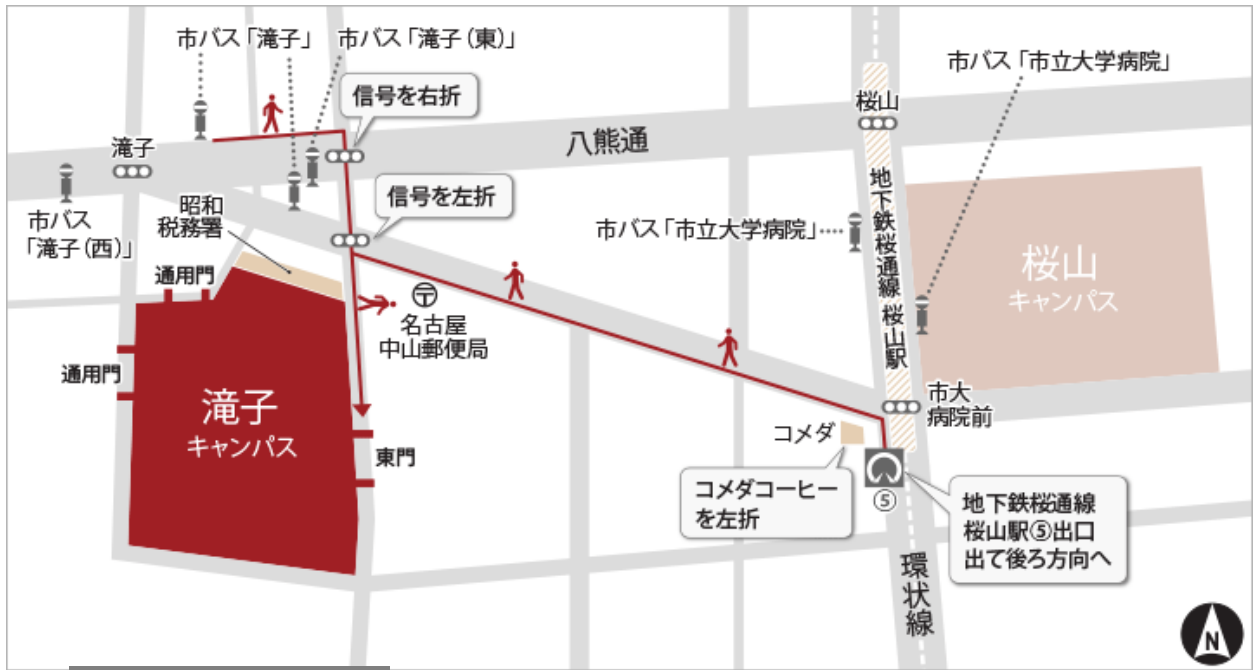 市バス「滝子」
市バス「滝子(東)」
信号を右折
市バス「市立大学病院」
桜山
滝子
八熊通
地下鉄桜通線 桜山駅
信号を左折
昭和
税務署
市バス
「滝子(西)」
市バス「市立大学病院」
桜山
キャンパス
通用門
〒
名古屋
中山郵便局
通用門
滝子
キャンパス
市大
病院前
コメダ
東門
コメダコーヒー
を左折
⑤
地下鉄桜通線
桜山駅⑤出口
出て後ろ方向へ
環状線
N